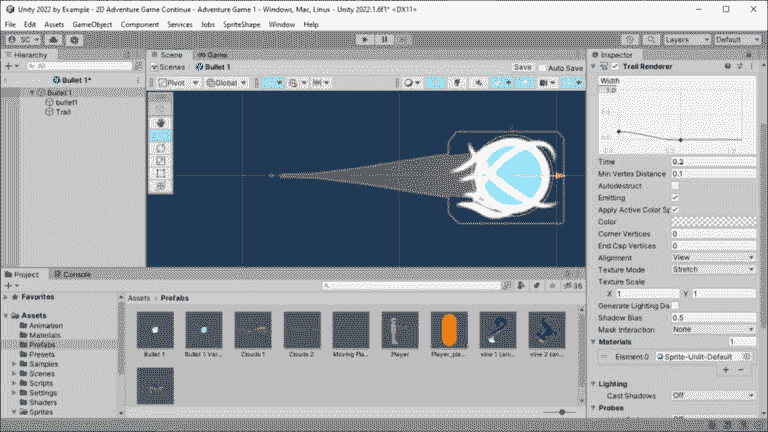 Unity 2022 by Example - 2D Adventure Game Continue - Adventure Game 1 - Windows, Mac, Linux - Unity 2022.1.6f1* <DX11>
File Edit Assets GameObject Component Services Jobs SpriteShape Window Help
SC Layers Default
Hierarchy Scene Game Inspector
All Scenes Bullet 1 Save Auto Save Trail Renderer
Bullet 1* Pivot Global Width
Bullet 1
bullet1
Trail
Time 0.2
Min Vertex Distance 0.1
Autodestruct
Emitting
Apply Active Color Sp
Color
Corner Vertices 0
End Cap Vertices 0
Alignment View
Texture Mode Stretch
Texture Scale
X 1 Y 1
Generate Lighting Da
Shadow Bias 0.5
Mask Interaction None
Materials 1
Element 0 Sprite-Unlit-Default
Lighting
Cast Shadows Off
Probes
Project Console
36
Favorites Assets > Prefabs
Assets
Animation
Materials
Prefabs
Presets
Samples
Scenes
Scripts
Settings
Shaders
Sprites
Bullet 1 Bullet 1 Var... Clouds 1 Clouds 2 Moving Pla... Player Player_pla... vine 1 (an... vine 2 (an...